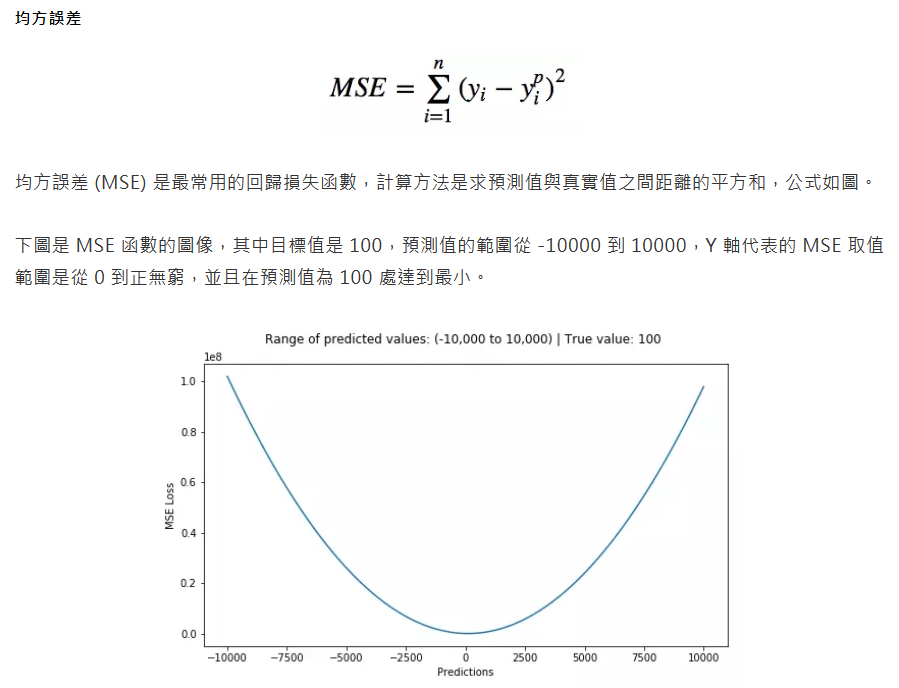 均方誤差
MSE = \sum_{i=1}^{n} (y_i − y_i^p)^2
均方誤差 (MSE) 是最常用的回歸損失函數，計算方法是求預測值與真實值之間距離的平方和，公式如圖。
下圖是 MSE 函數的圖像，其中目標值是 100，預測值的範圍從 -10000 到 10000，Y 軸代表的 MSE 取值
範圍是從 0 到正無窮，並且在預測值為 100 處達到最小。
Range of predicted values: (-10,000 to 10,000) | True value: 100
1e8
1.0
0.8
0.6
0.4
0.2
0.0
MSE Loss
−10000 −7500 −5000 −2500 0 2500 5000 7500 10000
Predictions